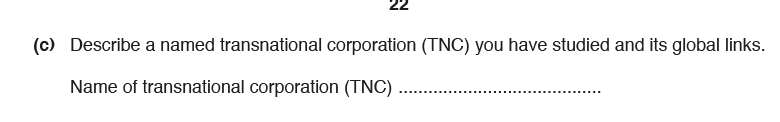 22
(c) Describe a named transnational corporation (TNC) you have studied and its global links.
Name of transnational corporation (TNC) .........................................